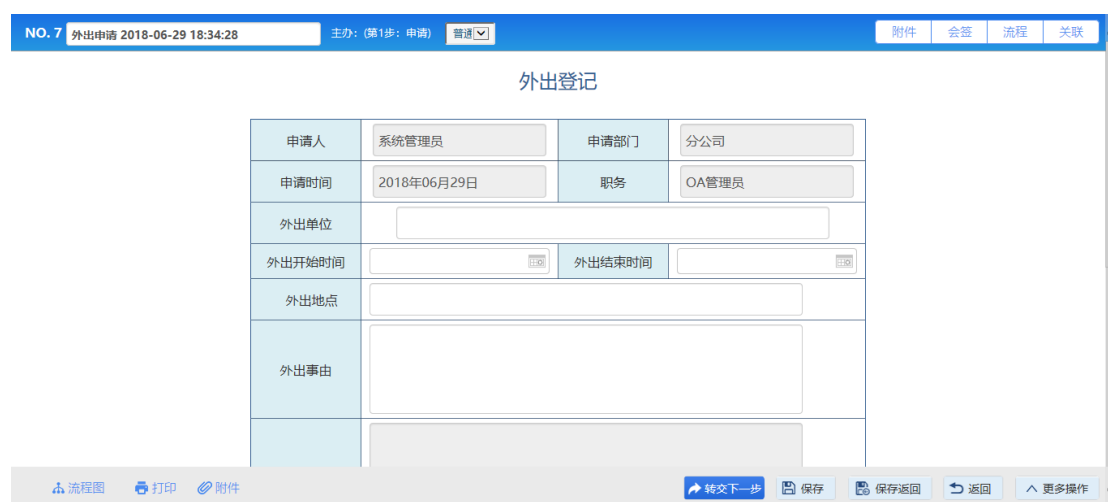 NO. 7 外出申请 2018-06-29 18:34:28 主办: (第1步: 申请) 普通 附件 会签 流程 关联
外出登记
申请人 系统管理员 申请部门 分公司
申请时间 2018年06月29日 职务 OA管理员
外出单位
外出开始时间 外出结束时间
外出地点
外出事由
流程图 打印 附件 转交下一步 保存 保存返回 返回 更多操作